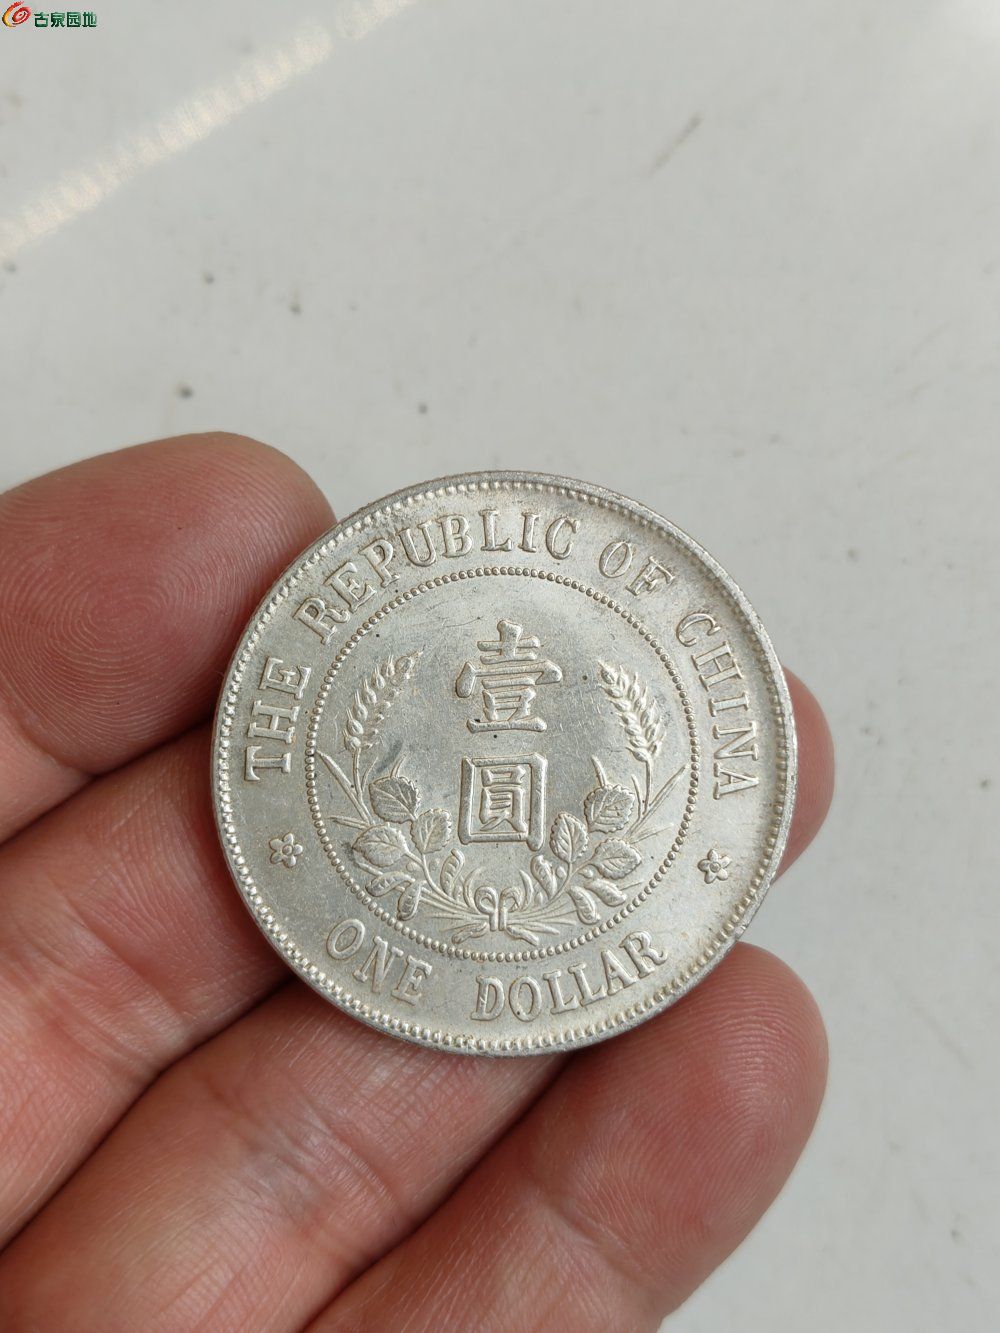 古泉园地
THE REPUBLIC OF CHINA
壹
圓
ONE DOLLAR